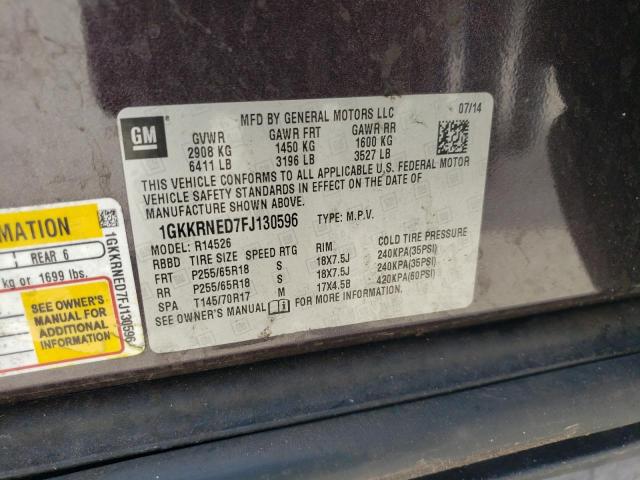 MFD BY GENERAL MOTORS LLC 07/14
GM
GVWR GAWR FRT GAWR RR
2908 KG 1450 KG 1600 KG
6411 LB 3196 LB 3527 LB
THIS VEHICLE CONFORMS TO ALL APPLICABLE U.S. FEDERAL MOTOR
VEHICLE SAFETY STANDARDS IN EFFECT ON THE DATE OF
MANUFACTURE SHOWN ABOVE.
1GKKRNED7FJ130596 TYPE: M.P.V.
MODEL: R14526
RBBD TIRE SIZE SPEED RTG RIM COLD TIRE PRESSURE
FRT P255/65R18 S 18X7.5J 240KPA(35PSI)
RR P255/65R18 S 18X7.5J 240KPA(35PSI)
SPA T145/70R17 M 17X4.5B 420KPA(60PSI)
SEE OWNER'S MANUAL FOR MORE INFORMATION.
MATION
REAR 6
kg or 1699 lbs.
SEE OWNER'S
MANUAL FOR
ADDITIONAL
INFORMATION
1GKKRNED7FJ130596